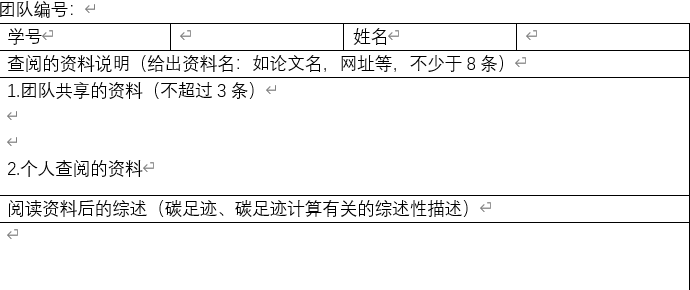 团队编号：
学号 姓名
查阅的资料说明（给出资料名：如论文名，网址等，不少于 8 条）
1.团队共享的资料（不超过 3 条）
2.个人查阅的资料
阅读资料后的综述（碳足迹、碳足迹计算有关的综述性描述）